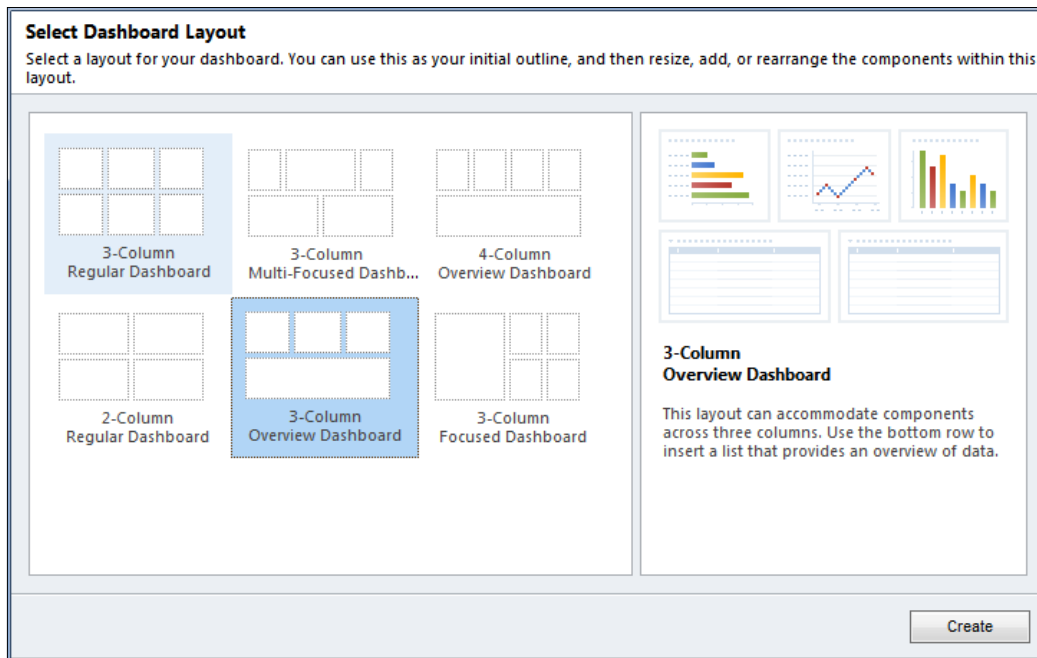 Select Dashboard Layout
Select a layout for your dashboard. You can use this as your initial outline, and then resize, add, or rearrange the components within this
layout.
3-Column
Regular Dashboard
3-Column
Multi-Focused Dashb...
4-Column
Overview Dashboard
2-Column
Regular Dashboard
3-Column
Overview Dashboard
3-Column
Focused Dashboard
3-Column
Overview Dashboard
This layout can accommodate components
across three columns. Use the bottom row to
insert a list that provides an overview of data.
Create